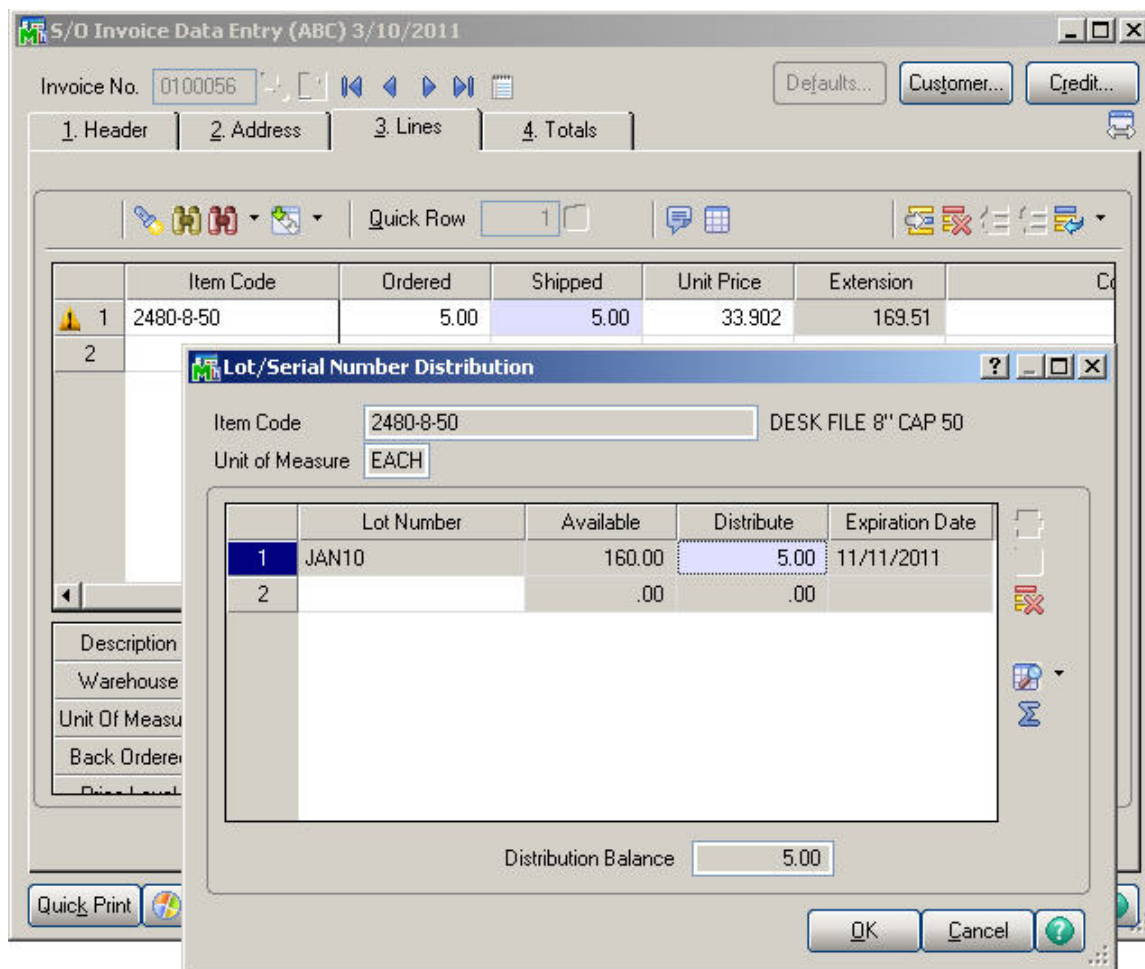 S/O Invoice Data Entry (ABC) 3/10/2011
Invoice No. 0100056 Defaults... Customer... Credit...
1. Header 2. Address 3. Lines 4. Totals
Quick Row 1
Item Code Ordered Shipped Unit Price Extension
1 2480-8-50 5.00 5.00 33.902 169.51
2
Lot/Serial Number Distribution
Item Code 2480-8-50 DESK FILE 8" CAP 50
Unit of Measure EACH
Lot Number Available Distribute Expiration Date
1 JAN10 160.00 5.00 11/11/2011
2 .00 .00
Description
Warehouse
Unit Of Measu
Back Ordere
Distribution Balance 5.00
Quick Print
OK Cancel